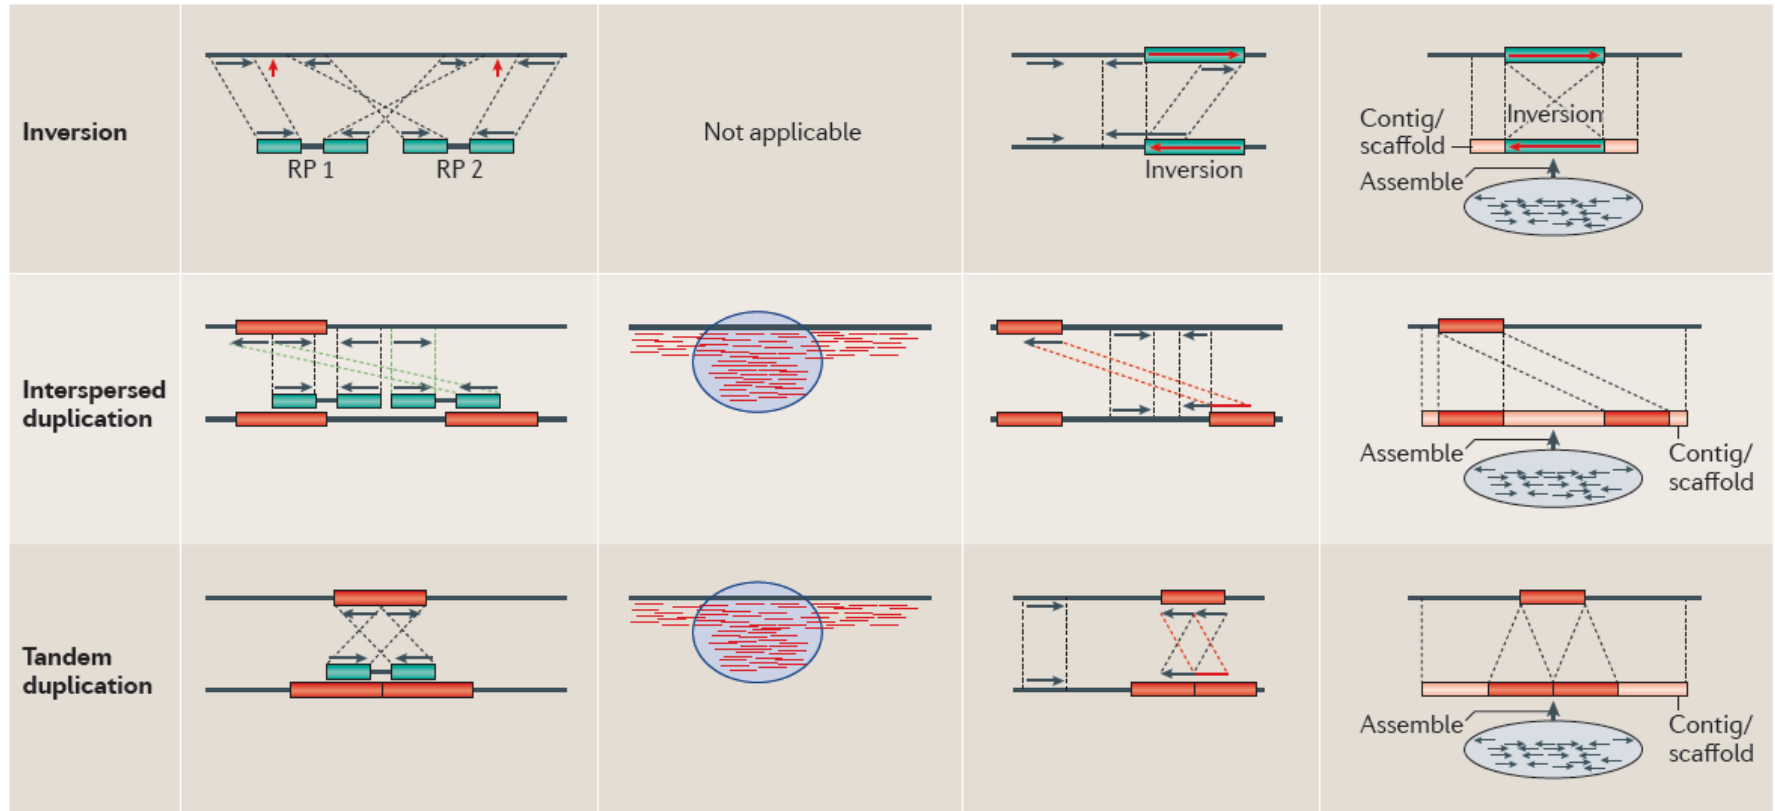 Inversion
RP 1
RP 2
Not applicable
Inversion
Contig/
scaffold
Inversion
Assemble
Interspersed
duplication
Assemble
Contig/
scaffold
Tandem
duplication
Assemble
Contig/
scaffold